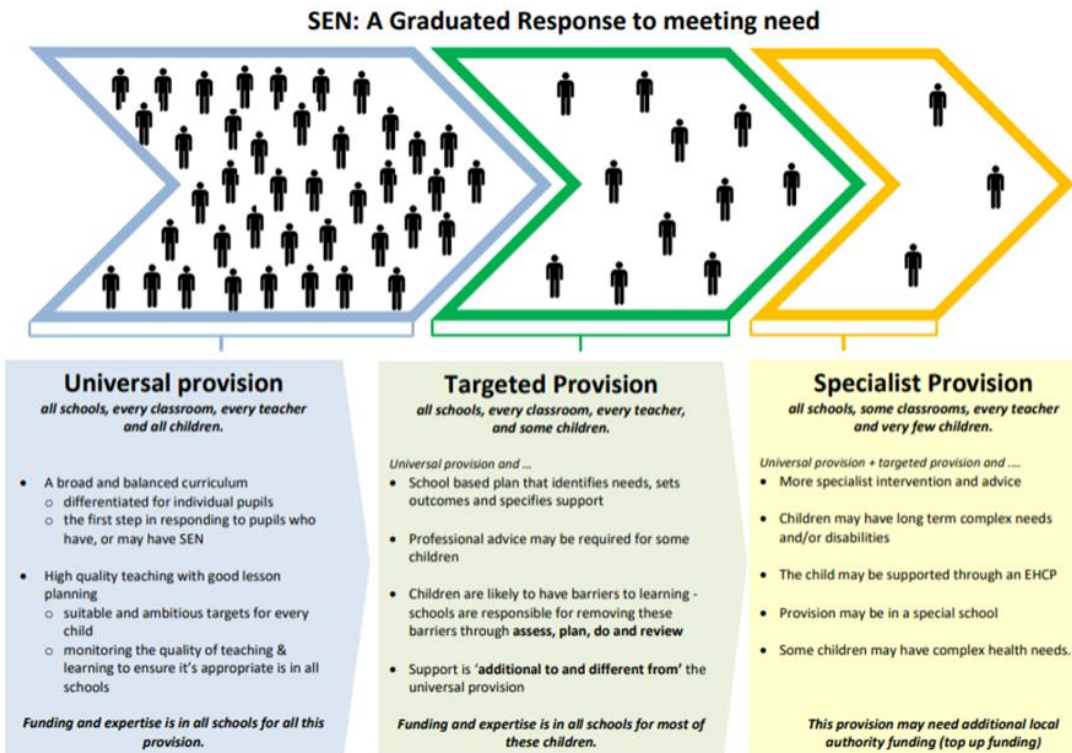 SEN: A Graduated Response to meeting need
Universal provision
all schools, every classroom, every teacher
and all children.
• A broad and balanced curriculum
o differentiated for individual pupils
o the first step in responding to pupils who
have, or may have SEN
• High quality teaching with good lesson
planning
o suitable and ambitious targets for every
child
o monitoring the quality of teaching &
learning to ensure it's appropriate is in all
schools
Funding and expertise is in all schools for all this
provision.
Targeted Provision
all schools, every classroom, every teacher,
and some children.
Universal provision and ...
• School based plan that identifies needs, sets
outcomes and specifies support
• Professional advice may be required for some
children
• Children are likely to have barriers to learning -
schools are responsible for removing these
barriers through assess, plan, do and review
• Support is 'additional to and different from' the
universal provision
Funding and expertise is in all schools for most of
these children.
Specialist Provision
all schools, some classrooms, every teacher
and very few children.
Universal provision + targeted provision and ....
• More specialist intervention and advice
• Children may have long term complex needs
and/or disabilities
• The child may be supported through an EHCP
• Provision may be in a special school
• Some children may have complex health needs.
This provision may need additional local
authority funding (top up funding)